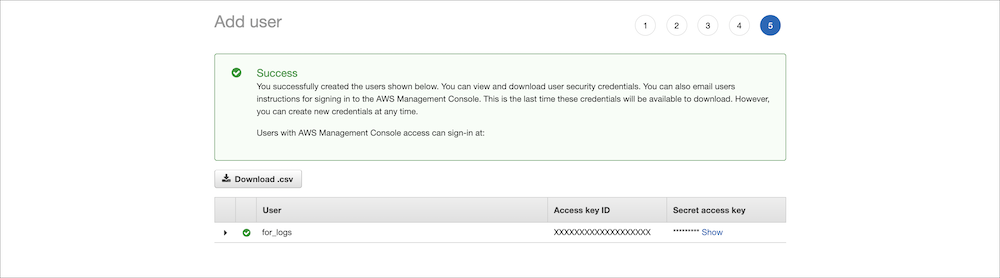 Add user
1 2 3 4 5
Success
You successfully created the users shown below. You can view and download user security credentials. You can also email users
instructions for signing in to the AWS Management Console. This is the last time these credentials will be available to download. However,
you can create new credentials at any time.
Users with AWS Management Console access can sign-in at:
Download .csv
User Access key ID Secret access key
for_logs XXXXXXXXXXXXXXXXXXX ********* Show